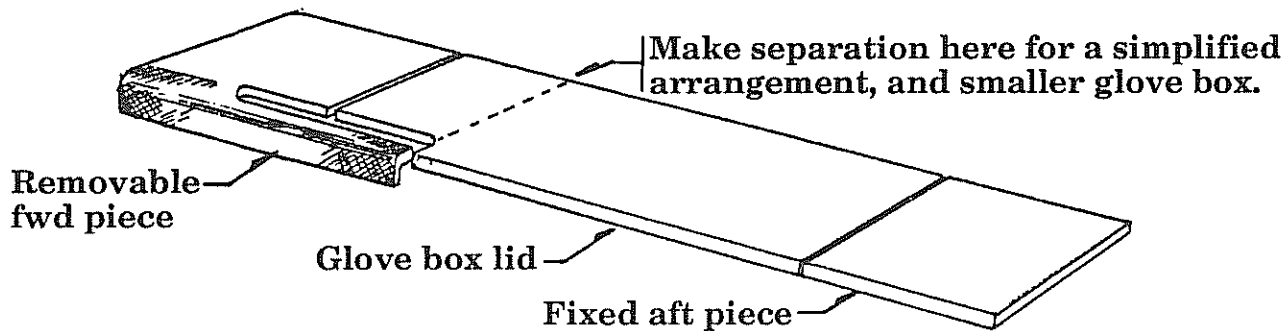 Make separation here for a simplified
arrangement, and smaller glove box.
Removable
fwd piece
Glove box lid
Fixed aft piece